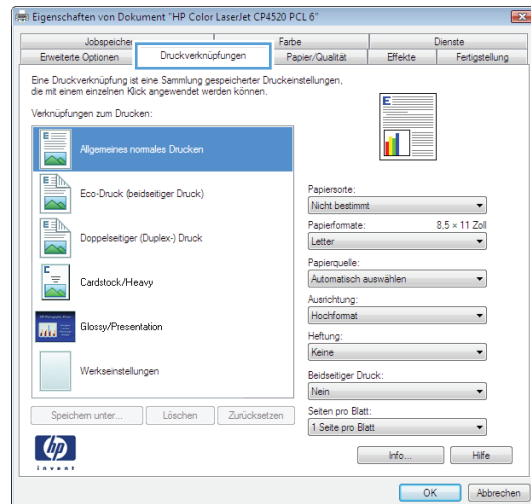 Eigenschaften von Dokument "HP Color LaserJet CP4520 PCL 6"
Jobspeicher
Farbe
Dienste
Erweiterte Optionen
Druckverknüpfungen
Papier/Qualität
Effekte
Fertigstellung
Eine Druckverknüpfung ist eine Sammlung gespeicherter Druckeinstellungen,
die mit einem einzelnen Klick angewendet werden können.
Verknüpfungen zum Drucken:
Allgemeines normales Drucken
Eco-Druck (beidseitiger Druck)
Doppelseitiger (Duplex-) Druck
Cardstock/Heavy
Glossy/Presentation
Werkseinstellungen
Speichern unter...
Löschen
Zurücksetzen
Papiersorte:
Nicht bestimmt
Papierformate: 8,5 × 11 Zoll
Letter
Papierquelle:
Automatisch auswählen
Ausrichtung:
Hochformat
Heftung:
Keine
Beidseitiger Druck:
Nein
Seiten pro Blatt:
1 Seite pro Blatt
hp
invent
Info...
Hilfe
OK
Abbrechen